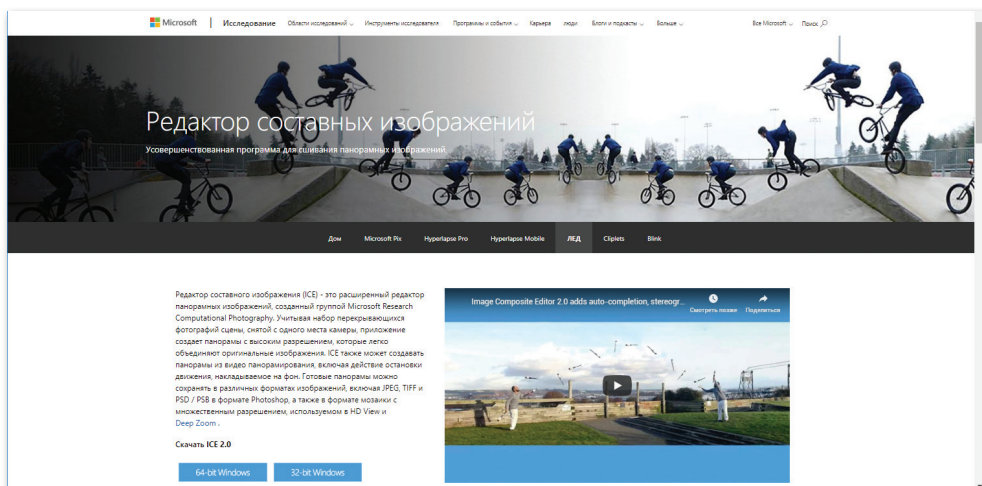 Microsoft Исследование Области исследований Инструменты исследователя Программы и события Карьера люди Блоги и подкасты Больше Все Microsoft Поиск
Редактор составных изображений
Усовершенствованная программа для сшивания панорамных изображений.
Дом Microsoft Pix Hyperlapse Pro Hyperlapse Mobile ЛЕД Cliplets Blink
Редактор составного изображения (ICE) - это расширенный редактор
панорамных изображений, созданный группой Microsoft Research
Computational Photography. Учитывая набор перекрывающихся
фотографий сцены, снятой с одного места камеры, приложение
создает панорамы с высоким разрешением, которые легко
объединяют оригинальные изображения. ICE также может создавать
панорамы из видео панорамирования, включая действие остановки
движения, накладываемое на фон. Готовые панорамы можно
сохранять в различных форматах изображений, включая JPEG, TIFF и
PSD / PSB в формате Photoshop, а также в формате мозаики с
множественным разрешением, используемом в HD View и
Deep Zoom .
Скачать ICE 2.0
64-bit Windows 32-bit Windows
Image Composite Editor 2.0 adds auto-completion, stereogr...
Смотреть позже Поделиться